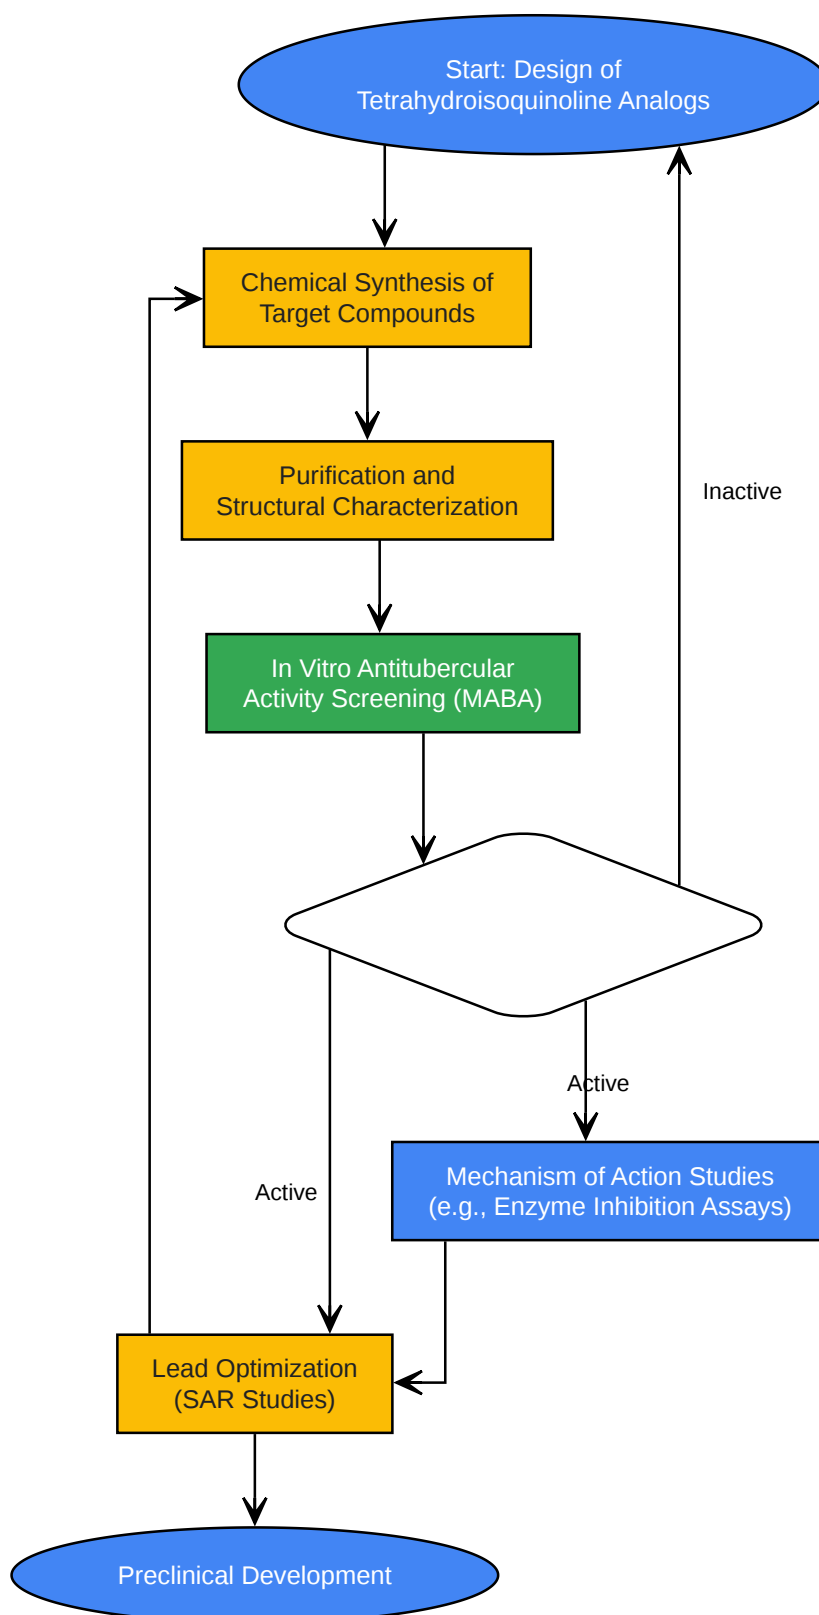 Start: Design of
Tetrahydroisoquinoline Analogs
Chemical Synthesis of
Target Compounds
Purification and
Structural Characterization
Inactive
In Vitro Antitubercular
Activity Screening (MABA)
Active
Mechanism of Action Studies
(e.g., Enzyme Inhibition Assays)
Active
Lead Optimization
(SAR Studies)
Preclinical Development